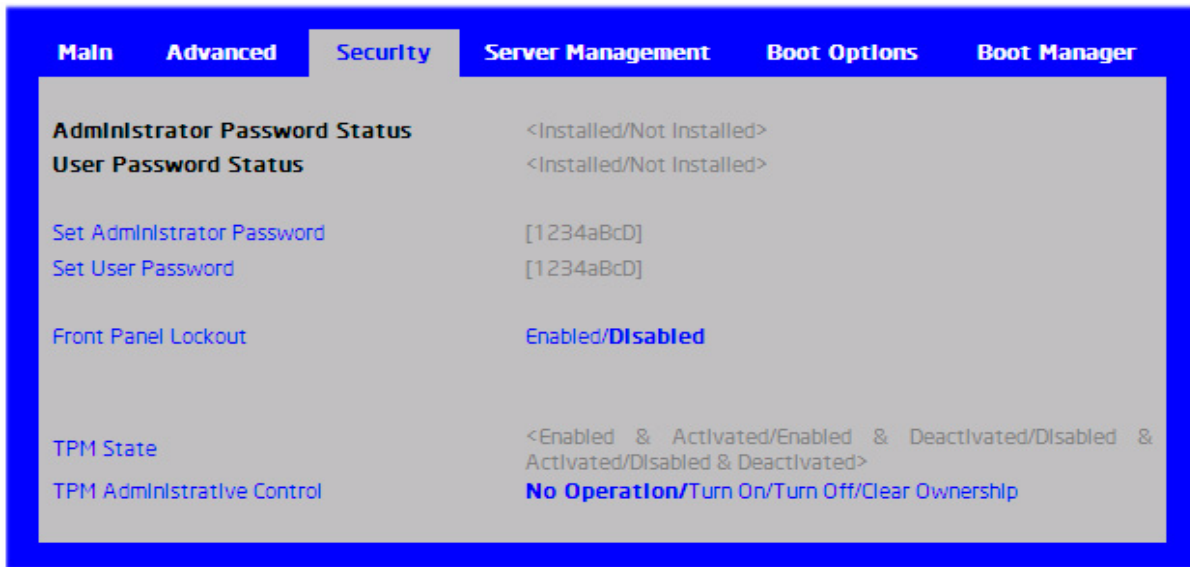 Main Advanced Security Server Management Boot Options Boot Manager
Administrator Password Status <Installed/Not Installed>
User Password Status <Installed/Not Installed>
Set Administrator Password [1234aBcD]
Set User Password [1234aBcD]
Front Panel Lockout Enabled/Disabled
TPM State <Enabled & Activated/Enabled & Deactivated/Disabled &
Activated/Disabled & Deactivated>
TPM Administrative Control No Operation/Turn On/Turn Off/Clear Ownership